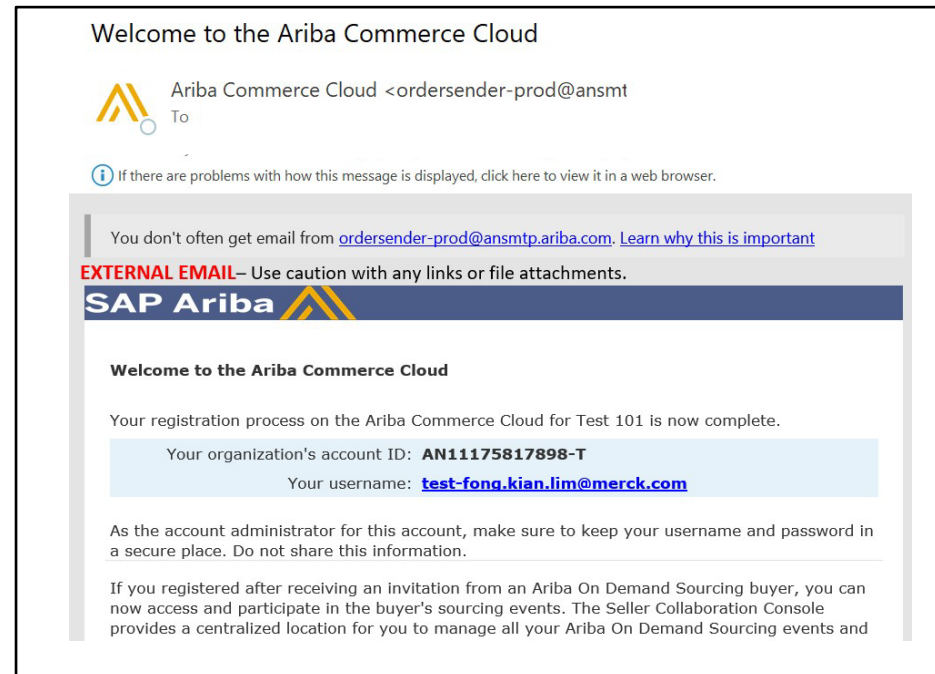 Welcome to the Ariba Commerce Cloud
Ariba Commerce Cloud <ordersender-prod@ansmt
To
If there are problems with how this message is displayed, click here to view it in a web browser.
You don't often get email from ordersender-prod@ansmtp.ariba.com. Learn why this is important
EXTERNAL EMAIL– Use caution with any links or file attachments.
SAP Ariba
Welcome to the Ariba Commerce Cloud
Your registration process on the Ariba Commerce Cloud for Test 101 is now complete.
Your organization's account ID: AN11175817898-T
Your username: test-fong.kian.lim@merck.com
As the account administrator for this account, make sure to keep your username and password in
a secure place. Do not share this information.
If you registered after receiving an invitation from an Ariba On Demand Sourcing buyer, you can
now access and participate in the buyer's sourcing events. The Seller Collaboration Console
provides a centralized location for you to manage all your Ariba On Demand Sourcing events and